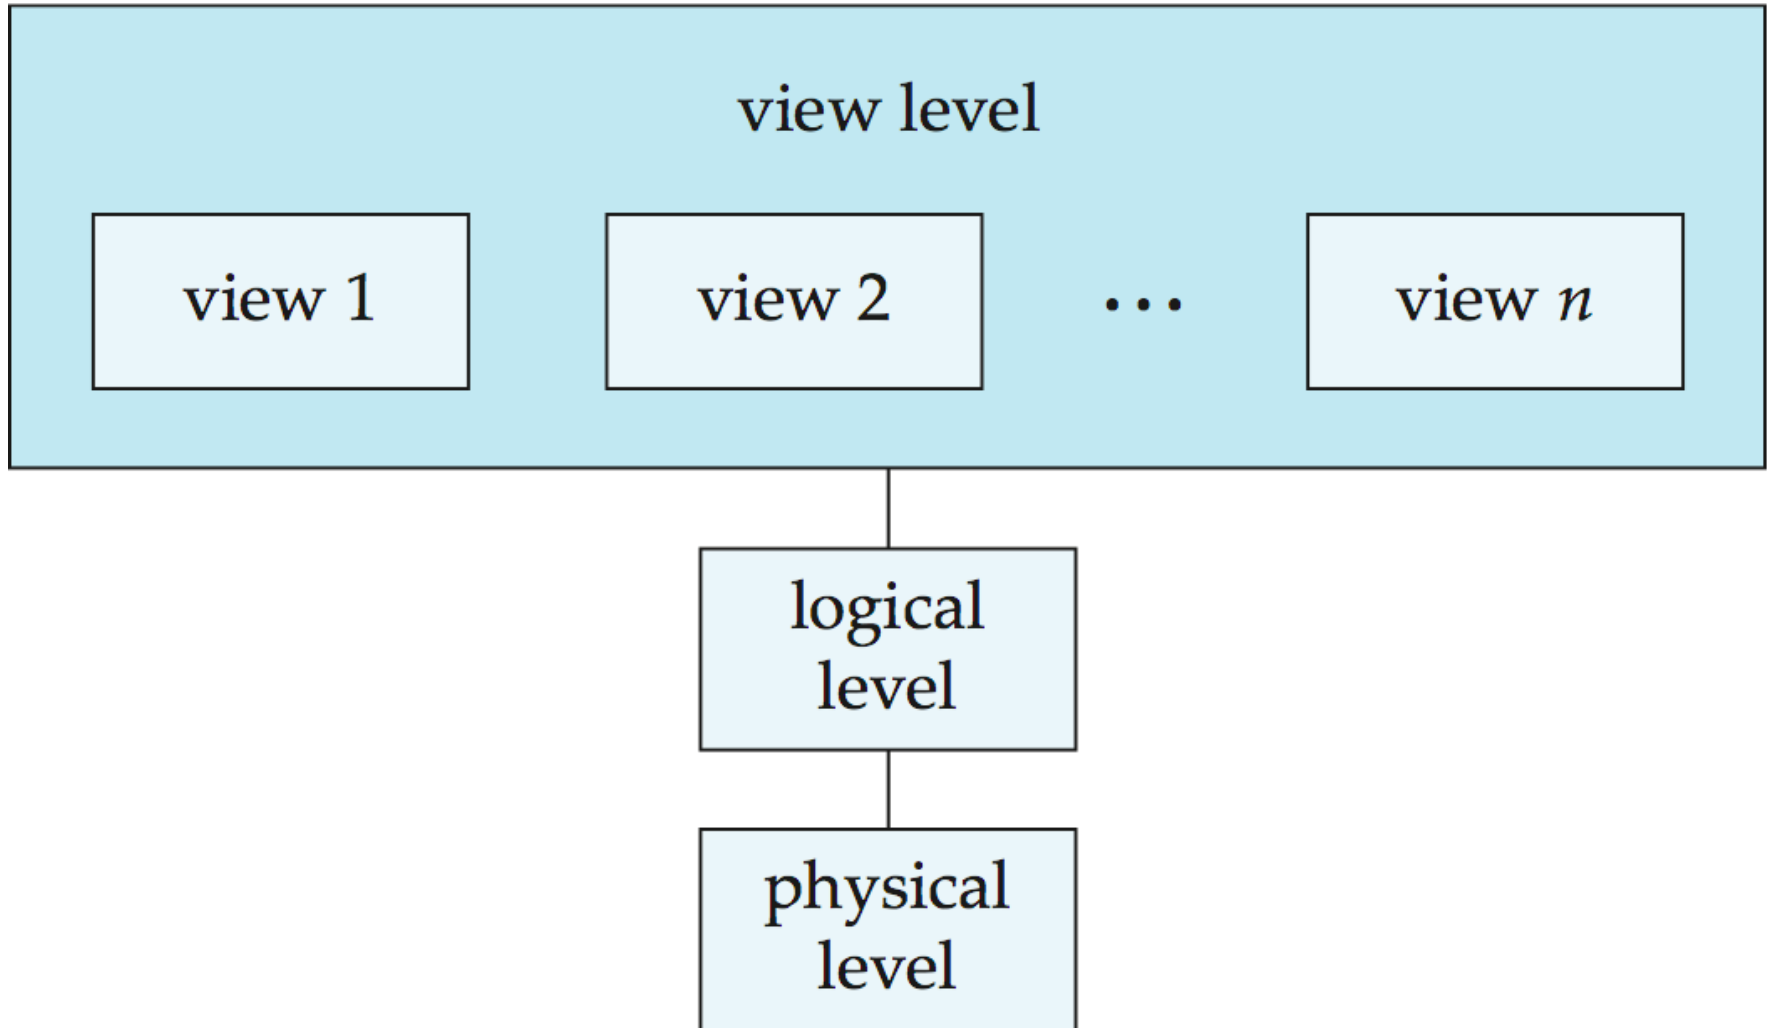 view level
view 1
view 2
...
view n
logical
level
physical
level